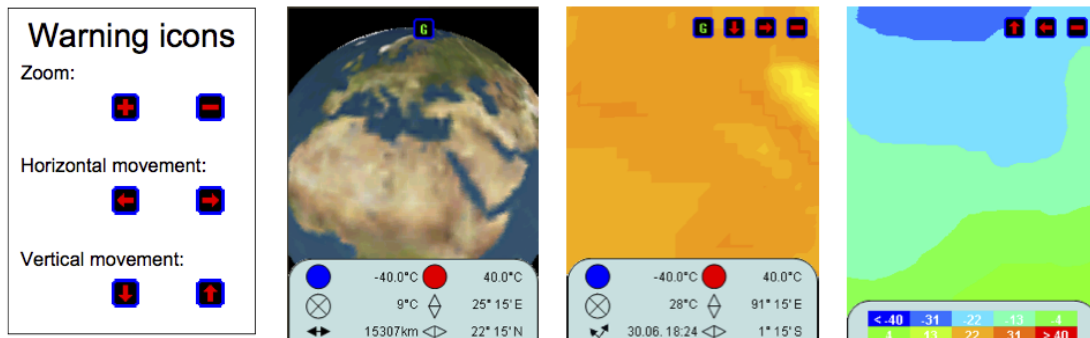 Warning icons
Zoom:
Horizontal movement:
Vertical movement:
G
-40.0°C 40.0°C
9°C 25° 15' E
15307km 22° 15' N
G
-40.0°C 40.0°C
28°C 91° 15' E
30.06. 18:24 1° 15' S
< -40 -31 -22 -13 -4
4 13 22 31 > 40